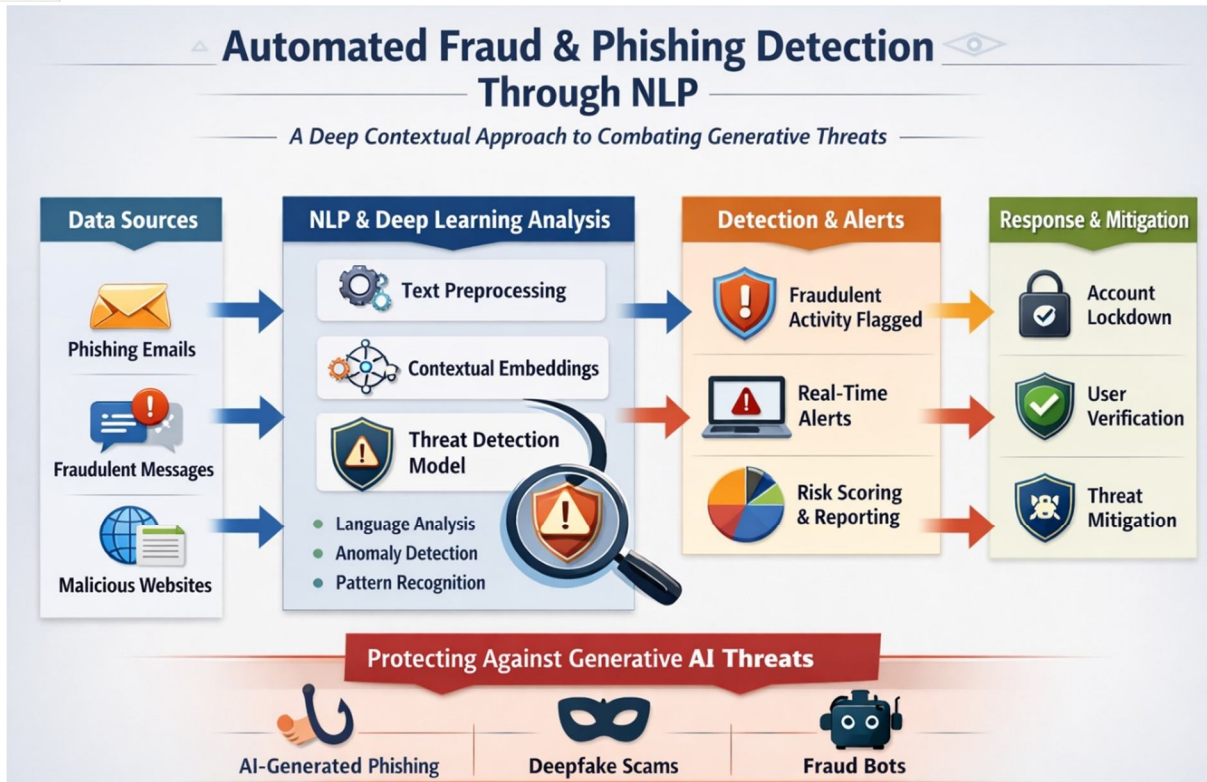 Automated Fraud & Phishing Detection
Through NLP
A Deep Contextual Approach to Combating Generative Threats
Data Sources
Phishing Emails
Fraudulent Messages
Malicious Websites
NLP & Deep Learning Analysis
Text Preprocessing
Contextual Embeddings
Threat Detection
Model
Language Analysis
Anomaly Detection
Pattern Recognition
Detection & Alerts
Fraudulent
Activity Flagged
Real-Time
Alerts
Risk Scoring
& Reporting
Response & Mitigation
Account
Lockdown
User
Verification
Threat
Mitigation
Protecting Against Generative AI Threats
AI-Generated Phishing
Deepfake Scams
Fraud Bots